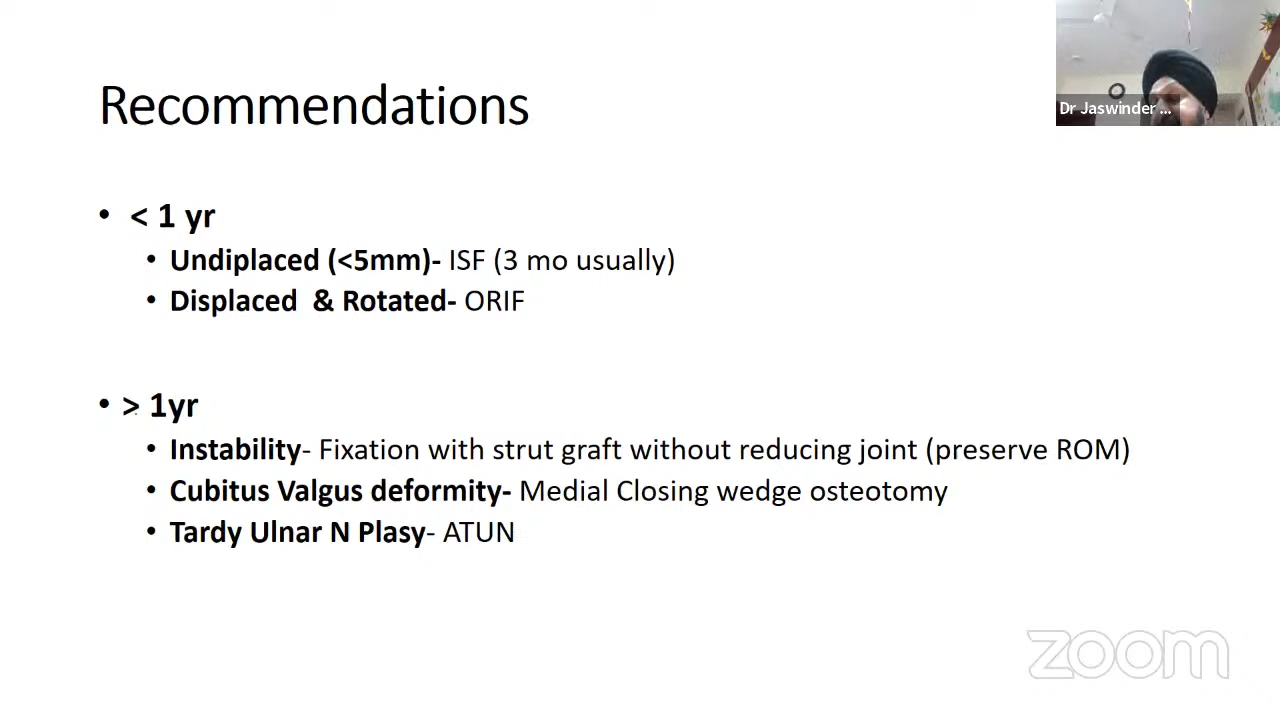 Dr Jaswinder ...
Recommendations
• < 1 yr
• Undiplaced (<5mm)- ISF (3 mo usually)
• Displaced & Rotated- ORIF
• > 1yr
• Instability- Fixation with strut graft without reducing joint (preserve ROM)
• Cubitus Valgus deformity- Medial Closing wedge osteotomy
• Tardy Ulnar N Plasy- ATUN
zoom